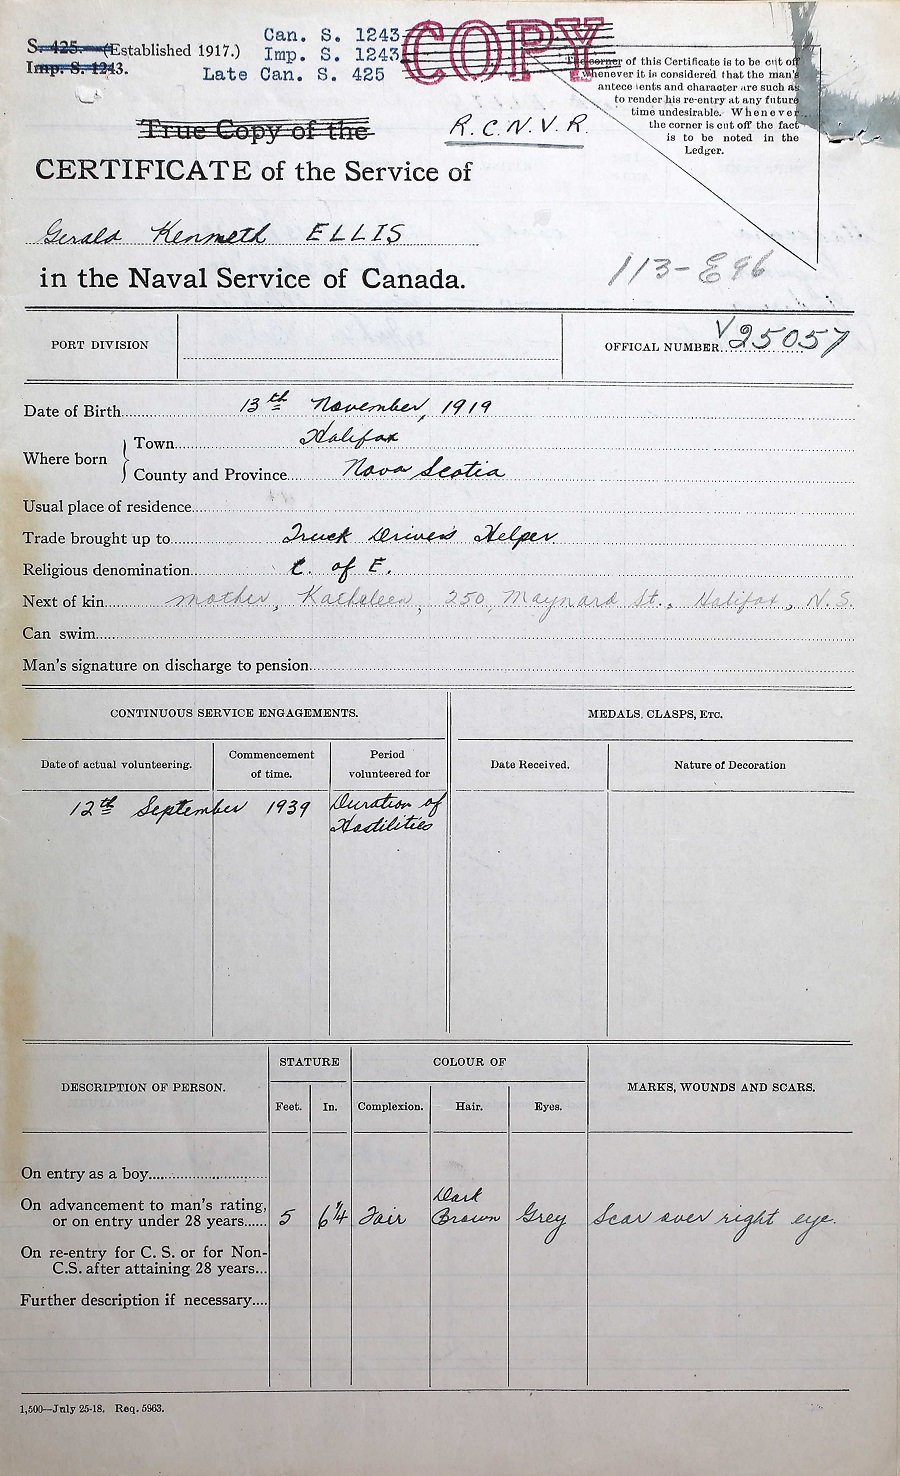 S. 425. (Established 1917.)
Imp. S. 1243.
Can. S. 1243
Imp. S. 1243
Late Can. S. 425
COPY
The corner of this Certificate is to be cut off
whenever it is considered that the man's
antecedents and character are such as
to render his re-entry at any future
time undesirable. Whenever
the corner is cut off the fact
is to be noted in the
Ledger.
True Copy of the
R.C.N.V.R.
CERTIFICATE of the Service of
Gerald Kenneth ELLIS
in the Naval Service of Canada.
113-E96
PORT DIVISION
OFFICAL NUMBER V25057
Date of Birth 13th November, 1919
Where born
Town Halifax
County and Province Nova Scotia
Usual place of residence
Trade brought up to Truck Driver's Helper
Religious denomination C. of E.
Next of kin mother, Kathaleen, 250, Maynard St., Halifax, N.S.
Can swim
Man's signature on discharge to pension
CONTINUOUS SERVICE ENGAGEMENTS.
MEDALS, CLASPS, ETC.
Date of actual volunteering.
Commencement of time.
Period volunteered for
Date Received.
Nature of Decoration
12th September 1939 Duration of
Hostilities
DESCRIPTION OF PERSON.
STATURE
COLOUR OF
MARKS, WOUNDS AND SCARS.
Feet. In. Complexion. Hair. Eyes.
On entry as a boy
On advancement to man's rating,
or on entry under 28 years 5 6¼ Fair Dark Brown Grey Scar over right eye.
On re-entry for C. S. or for Non-
C.S. after attaining 28 years
Further description if necessary
1,500—July 25-18. Req. 5963.